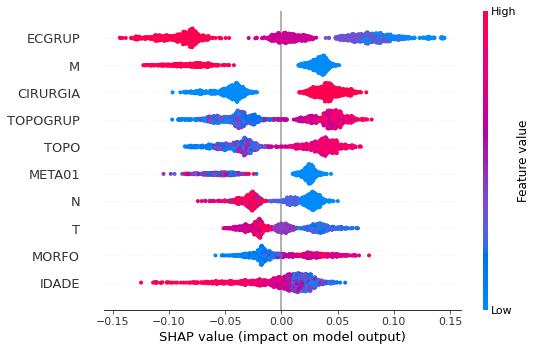 High
ECGRUP
M
CIRURGIA
TOPOGRUP
TOPO
META01
N
T
MORFO
IDADE
Feature value
Low
−0.15 −0.10 −0.05 0.00 0.05 0.10 0.15
SHAP value (impact on model output)